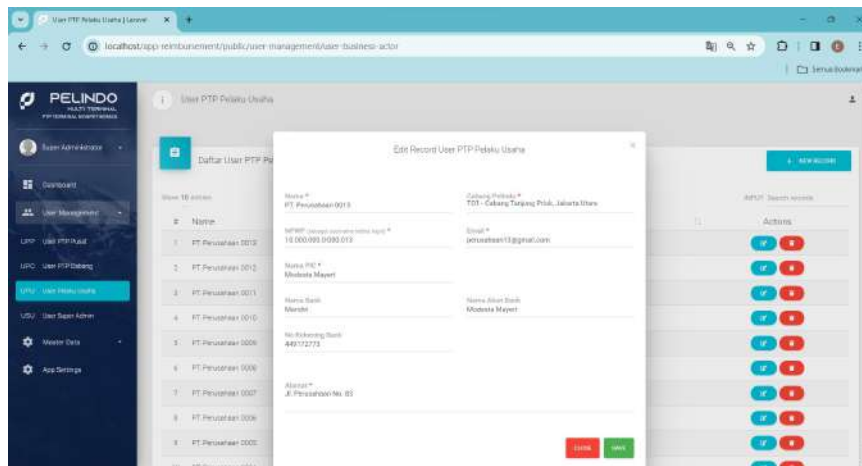 User PTP Pelaku Usaha | Laravel
localhost/app-reimbursement/public/user-management/user-business-actor
Semua Bookmark
PELINDO
MULTI TERMINAL
User PTP Pelaku Usaha
Super Administrator
Dashboard
User Management
UPP User PTP Pusat
UPC User PTP Cabang
UPU User Pelaku Usaha
USU User Super Admin
Master Data
App Settings
Daftar User PTP Pe
+ NEW RECORD
Show 10 entries
INPUT Search records
# Name Actions
1 PT. Perusahaan 0013
2 PT. Perusahaan 0012
3 PT. Perusahaan 0011
4 PT. Perusahaan 0010
5 PT. Perusahaan 0009
6 PT. Perusahaan 0008
7 PT. Perusahaan 0007
8 PT. Perusahaan 0006
9 PT. Perusahaan 0005
Edit Record User PTP Pelaku Usaha
Nama *
PT. Perusahaan 0013
Cabang Pelindo *
TOT - Cabang Tanjung Priok, Jakarta Utara
Email *
perusahaan13@gmail.com
10.000.000.0-000.013
Nama PIC *
Modesta Mayert
Nama Bank
Mandiri
Nama Akun Bank
Modesta Mayert
No Rekening Bank
449172773
Alamat *
Jl. Perusahaan No. 85
CLOSE
SAVE